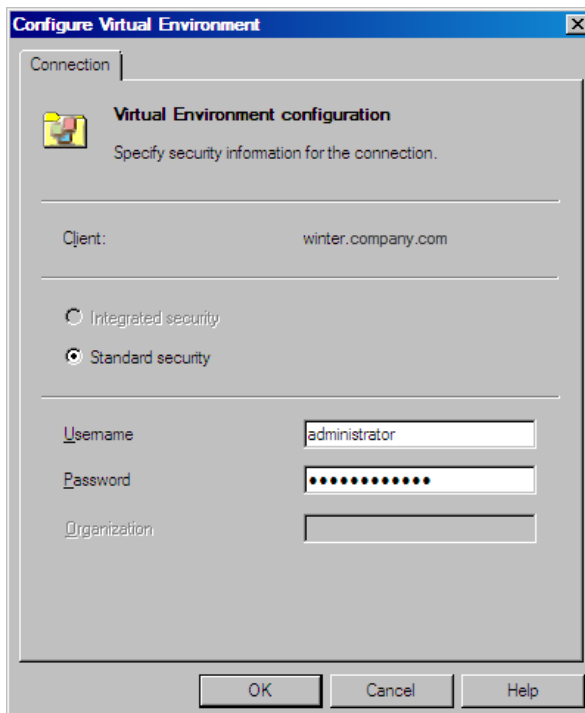 Configure Virtual Environment
Connection
Virtual Environment configuration
Specify security information for the connection.
Client: winter.company.com
Integrated security
Standard security
Username administrator
Password ●●●●●●●●●●●●
Organization
OK Cancel Help